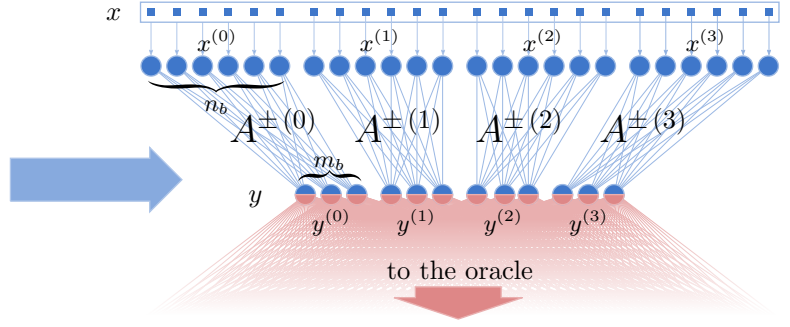 x
x^{(0)} x^{(1)} x^{(2)} x^{(3)}
n_b
A^{±(0)} A^{±(1)} A^{±(2)} A^{±(3)}
m_b
y
y^{(0)} y^{(1)} y^{(2)} y^{(3)}
to the oracle